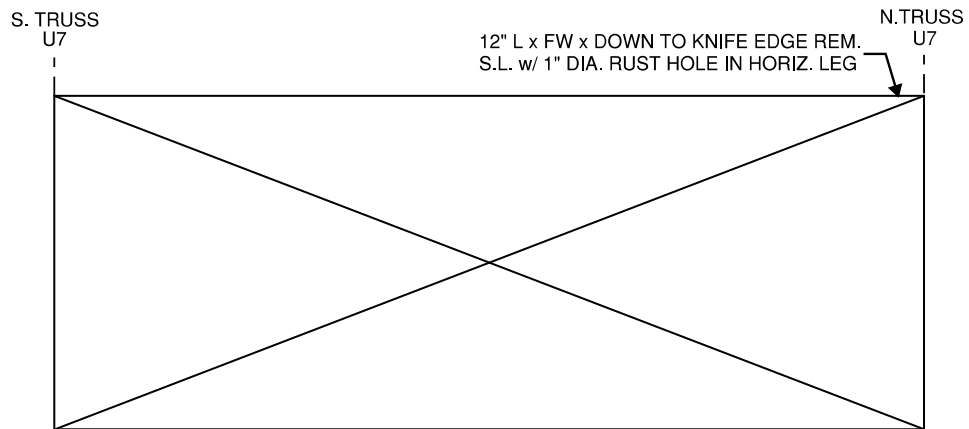 S. TRUSS
U7
N.TRUSS
U7
12" L x FW x DOWN TO KNIFE EDGE REM.
S.L. w/ 1" DIA. RUST HOLE IN HORIZ. LEG